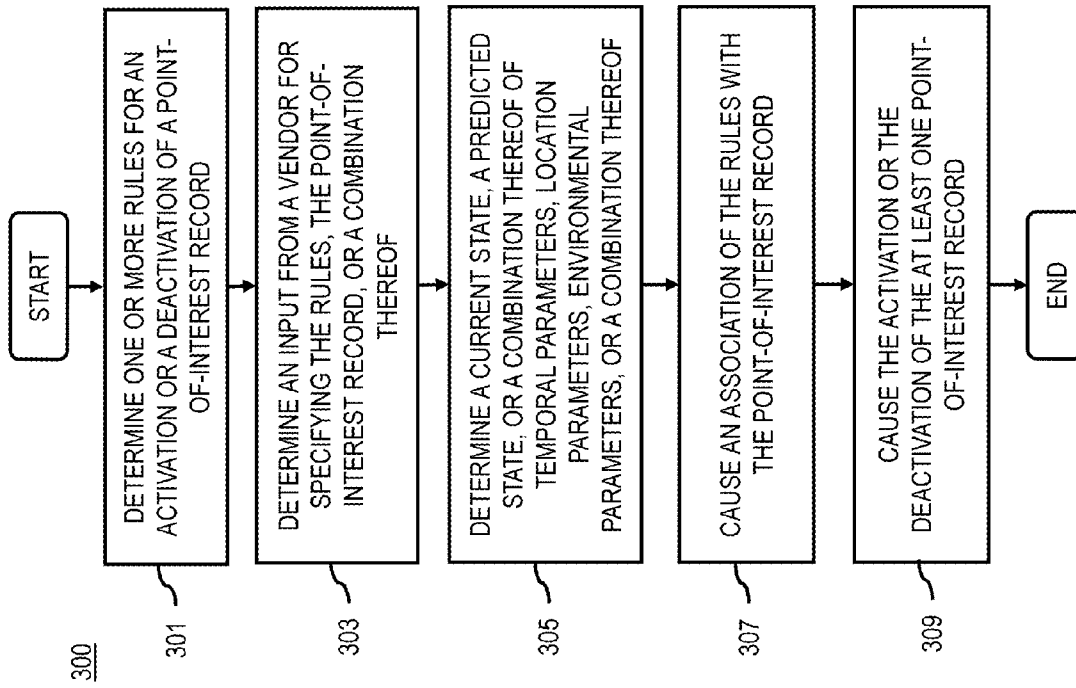 300
START
301
DETERMINE ONE OR MORE RULES FOR AN
ACTIVATION OR A DEACTIVATION OF A POINT-
OF-INTEREST RECORD
303
DETERMINE AN INPUT FROM A VENDOR FOR
SPECIFYING THE RULES, THE POINT-OF-
INTEREST RECORD, OR A COMBINATION
THEREOF
305
DETERMINE A CURRENT STATE, A PREDICTED
STATE, OR A COMBINATION THEREOF OF
TEMPORAL PARAMETERS, LOCATION
PARAMETERS, ENVIRONMENTAL
PARAMETERS, OR A COMBINATION THEREOF
307
CAUSE AN ASSOCIATION OF THE RULES WITH
THE POINT-OF-INTEREST RECORD
309
CAUSE THE ACTIVATION OR THE
DEACTIVATION OF THE AT LEAST ONE POINT-
OF-INTEREST RECORD
END